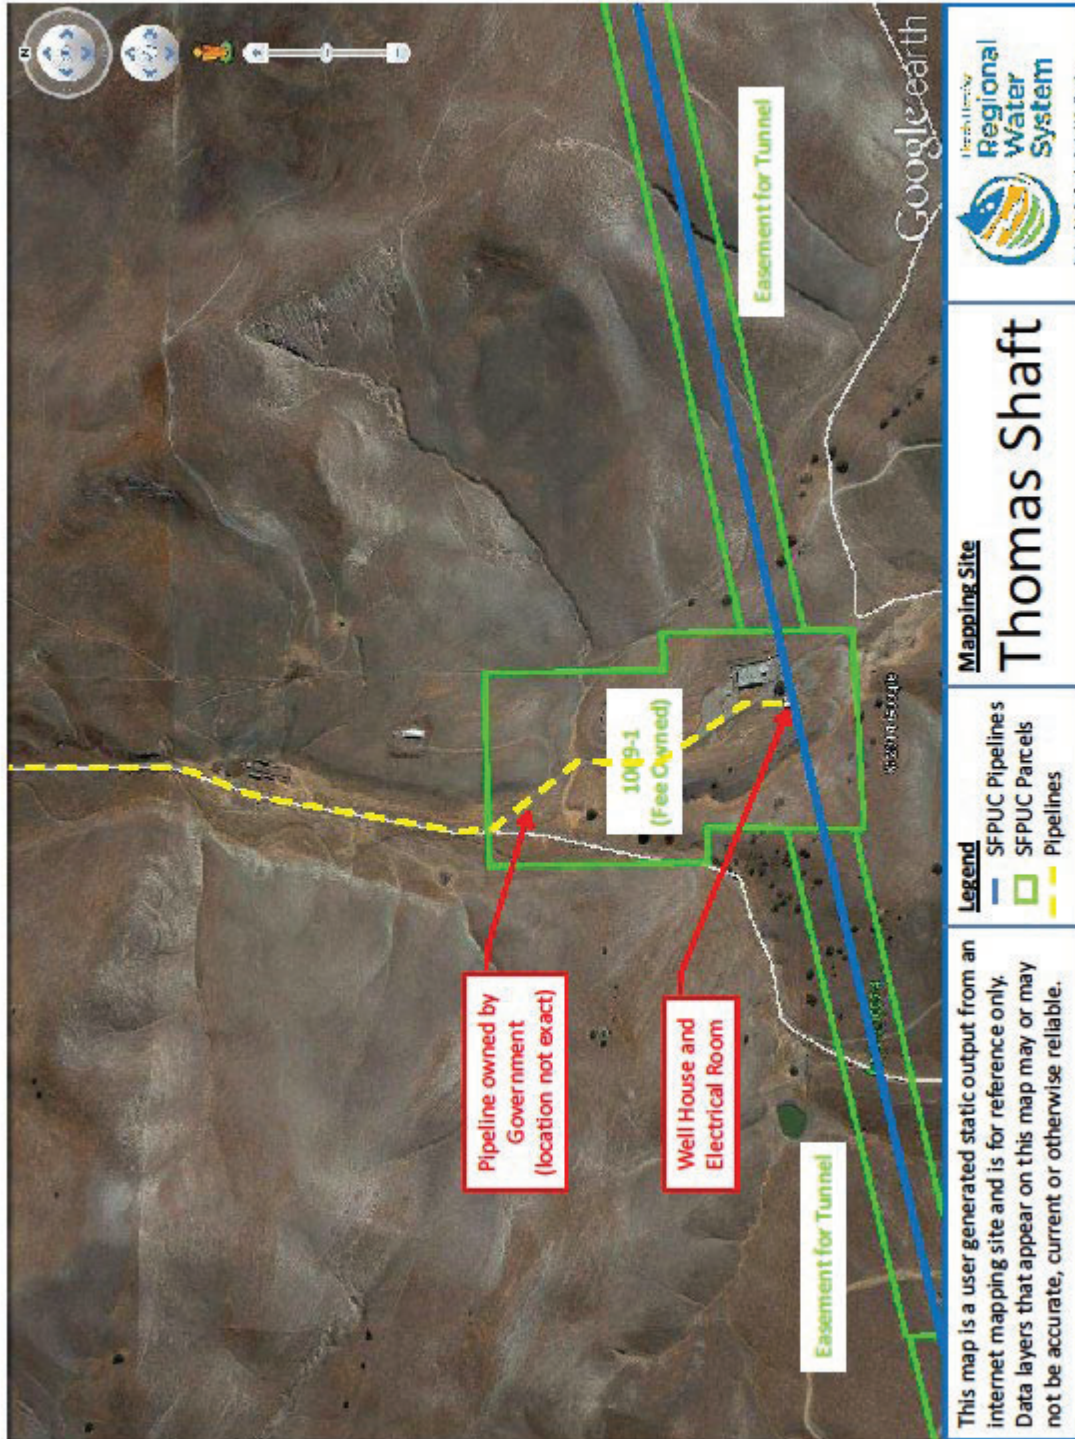 N
Easement for Tunnel
Google earth
1009-1
(Fee Owned)
Pipeline owned by
Government
(location not exact)
Well House and
Electrical Room
Easement for Tunnel
This map is a user generated static output from an
internet mapping site and is for reference only.
Data layers that appear on this map may or may
not be accurate, current or otherwise reliable.
Legend
SFPUC Pipelines
SFPUC Parcels
Pipelines
Mapping Site
Thomas Shaft
Regional
Water
System